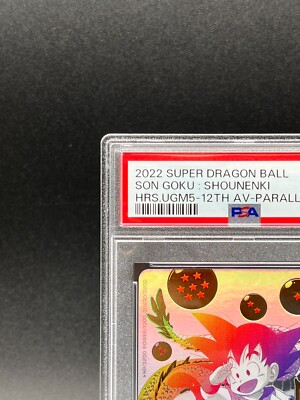 2022 SUPER DRAGON BALL
SON GOKU : SHOUNENKI
HRS.UGM5-12TH AV-PARALL
PSA